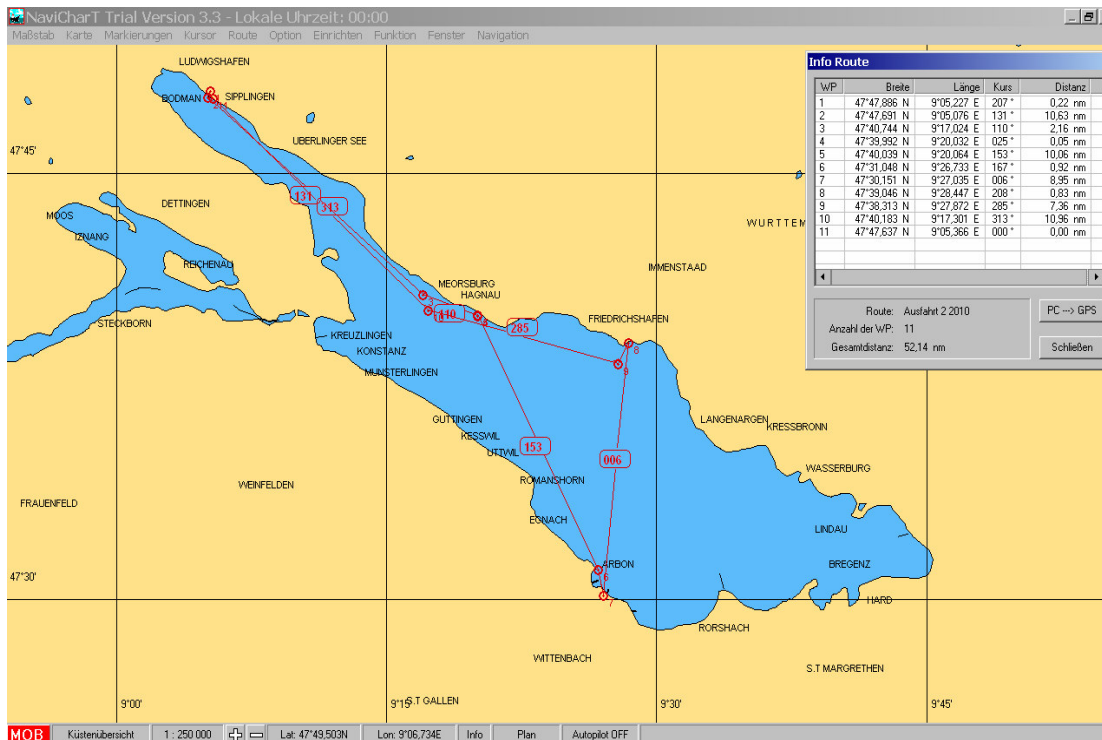 NaviCharT Trial Version 3.3 - Lokale Uhrzeit: 00:00
Maßstab Karte Markierungen Kursor Route Option Einrichten Funktion Fenster Navigation
Info Route
WP Breite Länge Kurs Distanz
1 47°47,886 N 9°05,227 E 207 ° 0,22 nm
2 47°47,691 N 9°05,076 E 131 ° 10,63 nm
3 47°40,744 N 9°17,024 E 110 ° 2,16 nm
4 47°39,992 N 9°20,032 E 025 ° 0,05 nm
5 47°40,039 N 9°20,064 E 153 ° 10,06 nm
6 47°31,048 N 9°26,733 E 167 ° 0,92 nm
7 47°30,151 N 9°27,035 E 006 ° 8,95 nm
8 47°39,046 N 9°28,447 E 208 ° 0,83 nm
9 47°38,313 N 9°27,872 E 285 ° 7,36 nm
10 47°40,183 N 9°17,301 E 313 ° 10,96 nm
11 47°47,637 N 9°05,366 E 000 ° 0,00 nm
Route: Ausfahrt 2 2010
Anzahl der WP: 11
Gesamtdistanz: 52,14 nm
PC --> GPS
Schließen
LUDWIGSHAFEN
BODMAN
SIPPLINGEN
UBERLINGER SEE
47°45'
131
313
DETTINGEN
MOOS
IZNANG
REICHENAU
WURTTEM
IMMENSTAAD
MEORSBURG
HAGNAU
3
110
285
FRIEDRICHSHAFEN
8
9
STECKBORN
KREUZLINGEN
KONSTANZ
MUNSTERLINGEN
GUTTINGEN
KESSWIL
UTTWIL
153
006
LANGENARGEN
KRESSBRONN
WASSERBURG
ROMANSHORN
WEINFELDEN
FRAUENFELD
EGNACH
LINDAU
ARBON
BREGENZ
47°30'
6
7
HARD
RORSHACH
WITTENBACH
S.T MARGRETHEN
9°00'
9°15'
S.T GALLEN
9°30'
9°45'
MOB Küstenübersicht 1 : 250 000 Lat: 47°49,503N Lon: 9°06,734E Info Plan Autopilot OFF